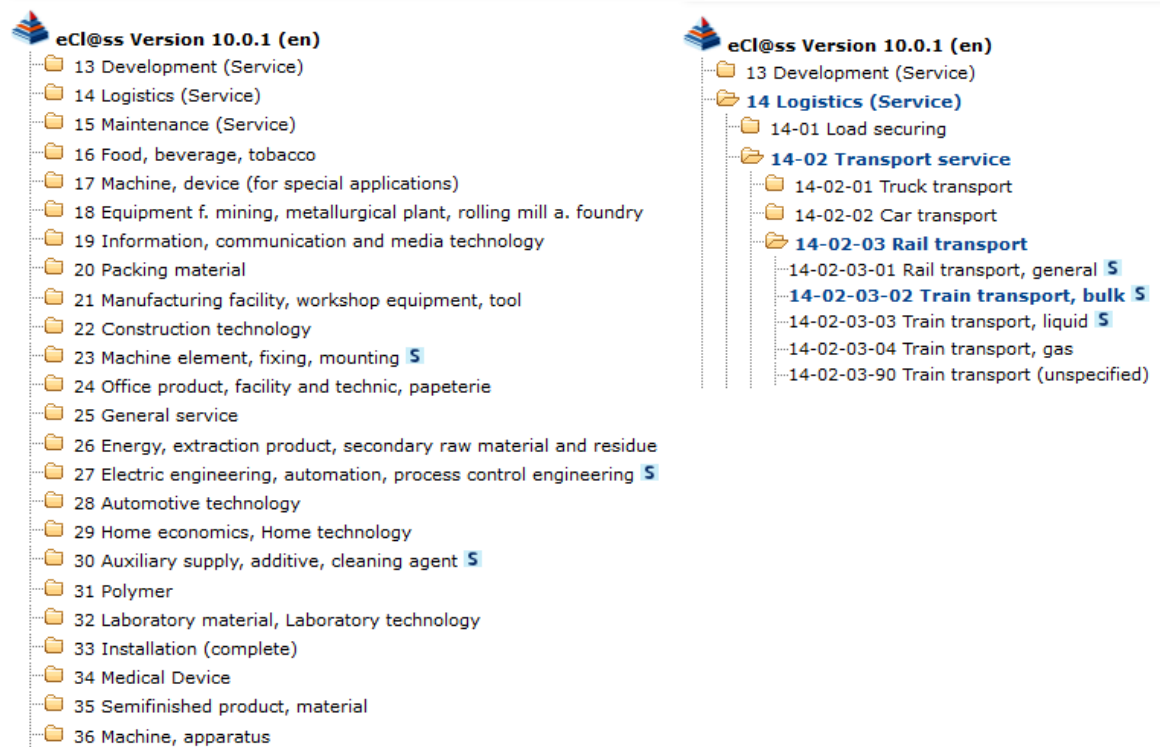 eCl@ss Version 10.0.1 (en)
13 Development (Service)
14 Logistics (Service)
15 Maintenance (Service)
16 Food, beverage, tobacco
17 Machine, device (for special applications)
18 Equipment f. mining, metallurgical plant, rolling mill a. foundry
19 Information, communication and media technology
20 Packing material
21 Manufacturing facility, workshop equipment, tool
22 Construction technology
23 Machine element, fixing, mounting S
24 Office product, facility and technic, papeterie
25 General service
26 Energy, extraction product, secondary raw material and residue
27 Electric engineering, automation, process control engineering S
28 Automotive technology
29 Home economics, Home technology
30 Auxiliary supply, additive, cleaning agent S
31 Polymer
32 Laboratory material, Laboratory technology
33 Installation (complete)
34 Medical Device
35 Semifinished product, material
36 Machine, apparatus
eCl@ss Version 10.0.1 (en)
13 Development (Service)
14 Logistics (Service)
14-01 Load securing
14-02 Transport service
14-02-01 Truck transport
14-02-02 Car transport
14-02-03 Rail transport
14-02-03-01 Rail transport, general S
14-02-03-02 Train transport, bulk S
14-02-03-03 Train transport, liquid S
14-02-03-04 Train transport, gas
14-02-03-90 Train transport (unspecified)